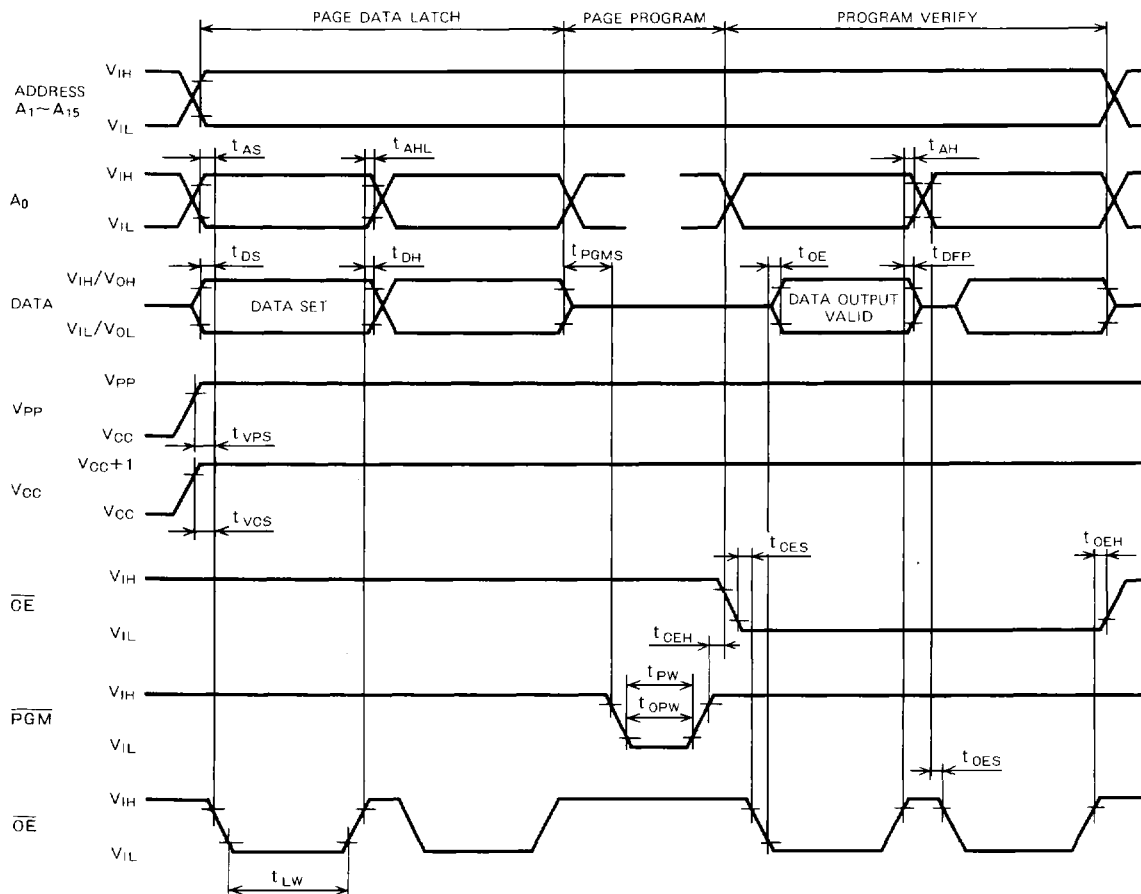 PAGE DATA LATCH PAGE PROGRAM PROGRAM VERIFY
VIH
ADDRESS
A1~A15
VIL
tAS tAHL tAH
VIH
A0
VIL
tDS tDH tPGMS tOE tDFP
VIH/VOH
DATA DATA SET DATA OUTPUT
VALID
VIL/VOL
VPP
VPP
VCC tVPS
VCC+1
VCC
VCC tVCS
tCES tOEH
VIH
CE
VIL
tCEH
VIH tPW
PGM tOPW
VIL
tOES
VIH
OE
VIL
tLW